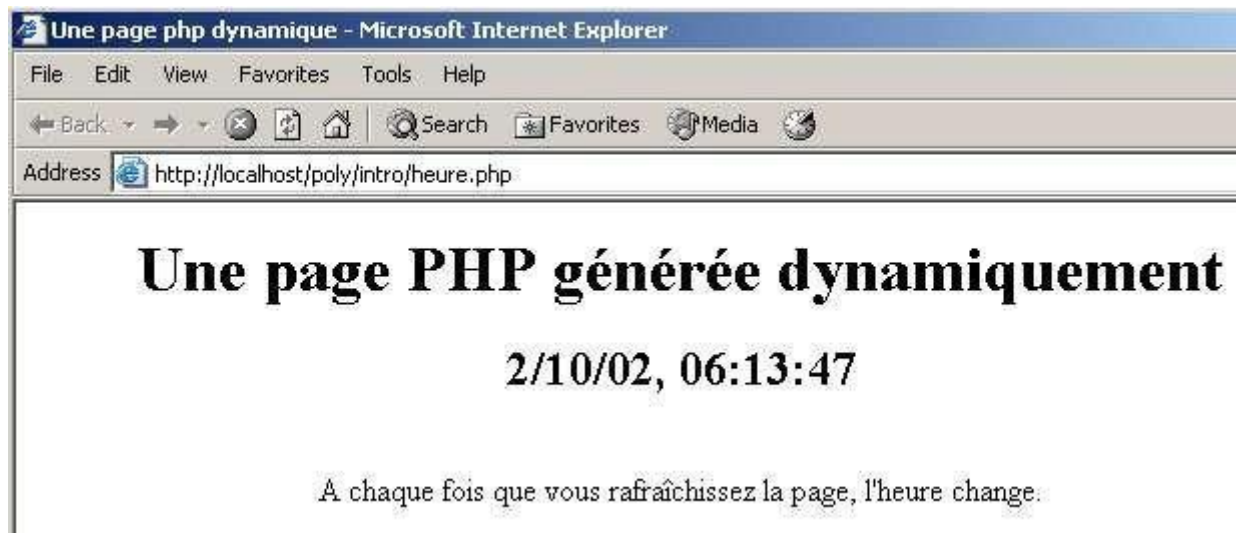 Une page php dynamique - Microsoft Internet Explorer
File Edit View Favorites Tools Help
Back Search Favorites Media
Address http://localhost/poly/intro/heure.php
Une page PHP générée dynamiquement
2/10/02, 06:13:47
A chaque fois que vous rafraîchissez la page, l'heure change.